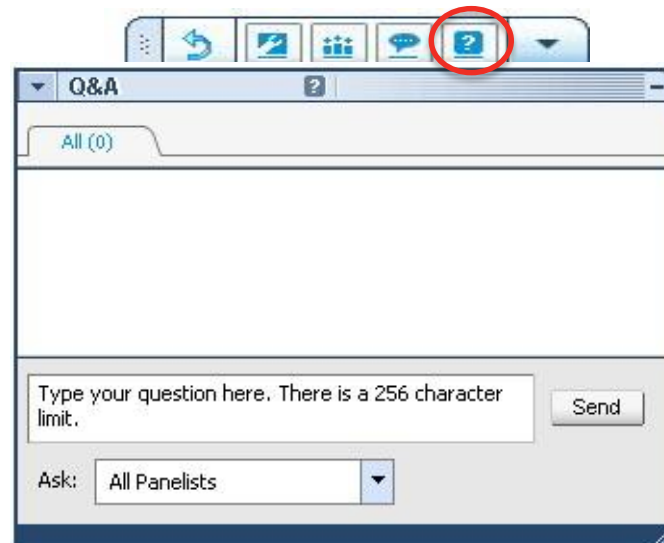 ?
Q&A ?
All (0)
Type your question here. There is a 256 character
limit.
Send
Ask: All Panelists